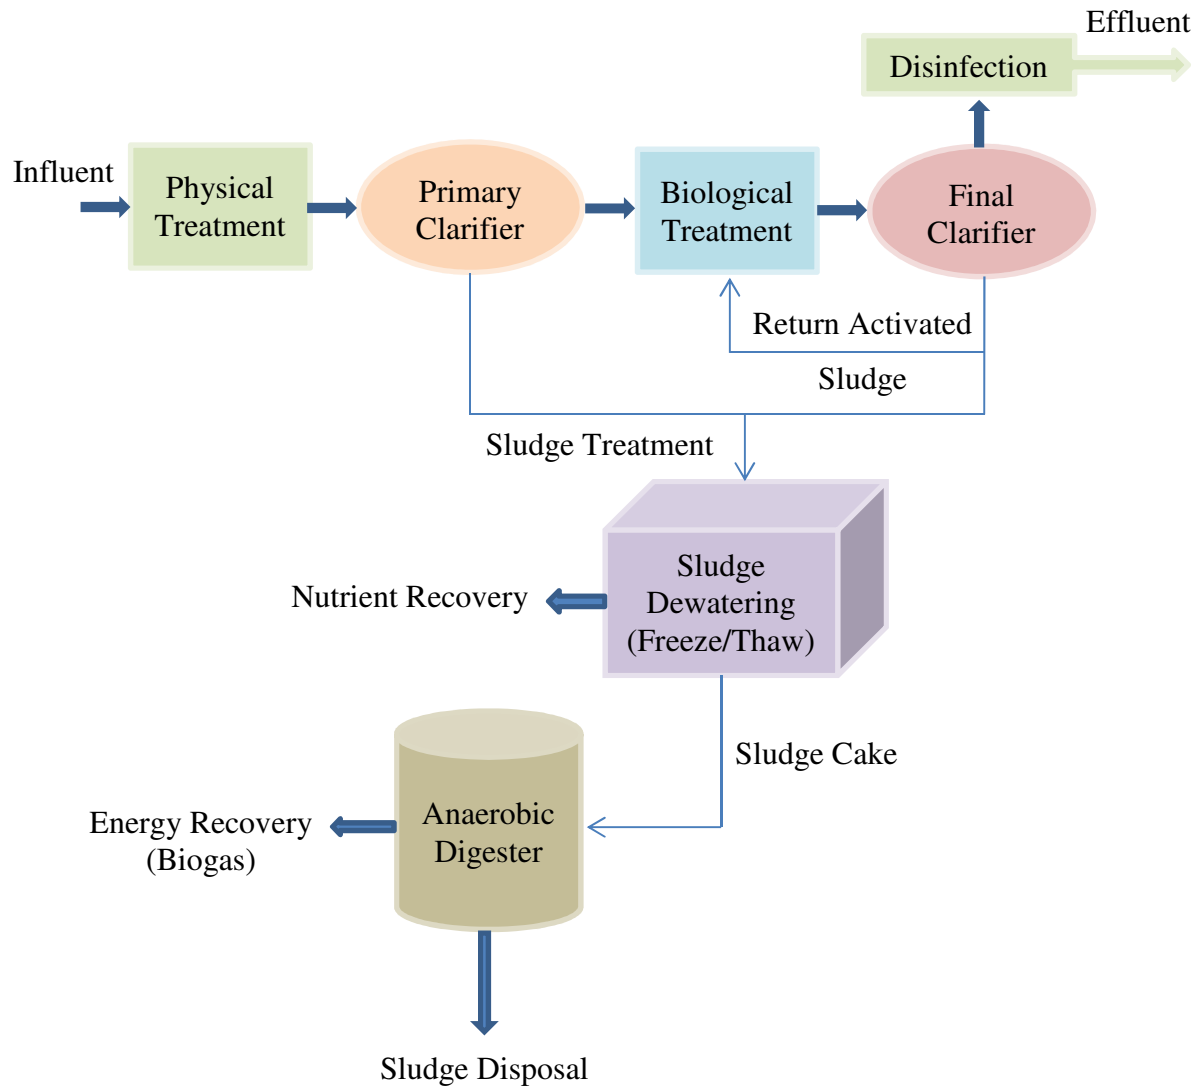 Effluent
Disinfection
Influent
Physical
Treatment
Primary
Clarifier
Biological
Treatment
Final
Clarifier
Return Activated
Sludge
Sludge Treatment
Sludge
Dewatering
(Freeze/Thaw)
Nutrient Recovery
Sludge Cake
Anaerobic
Digester
Energy Recovery
(Biogas)
Sludge Disposal